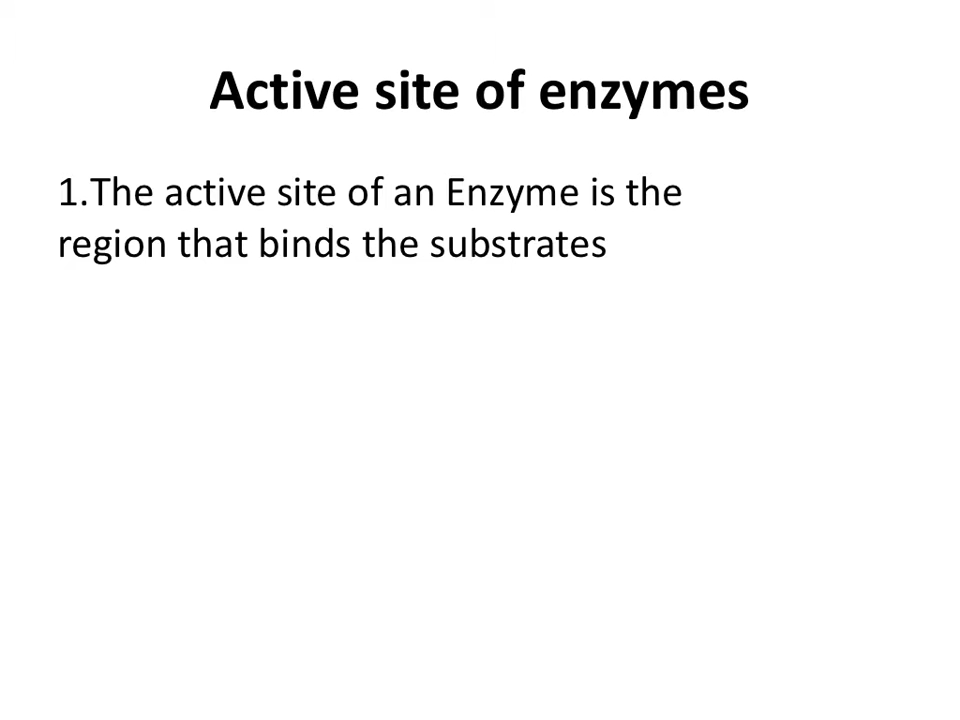 Active site of enzymes
1.The active site of an Enzyme is the
region that binds the substrates